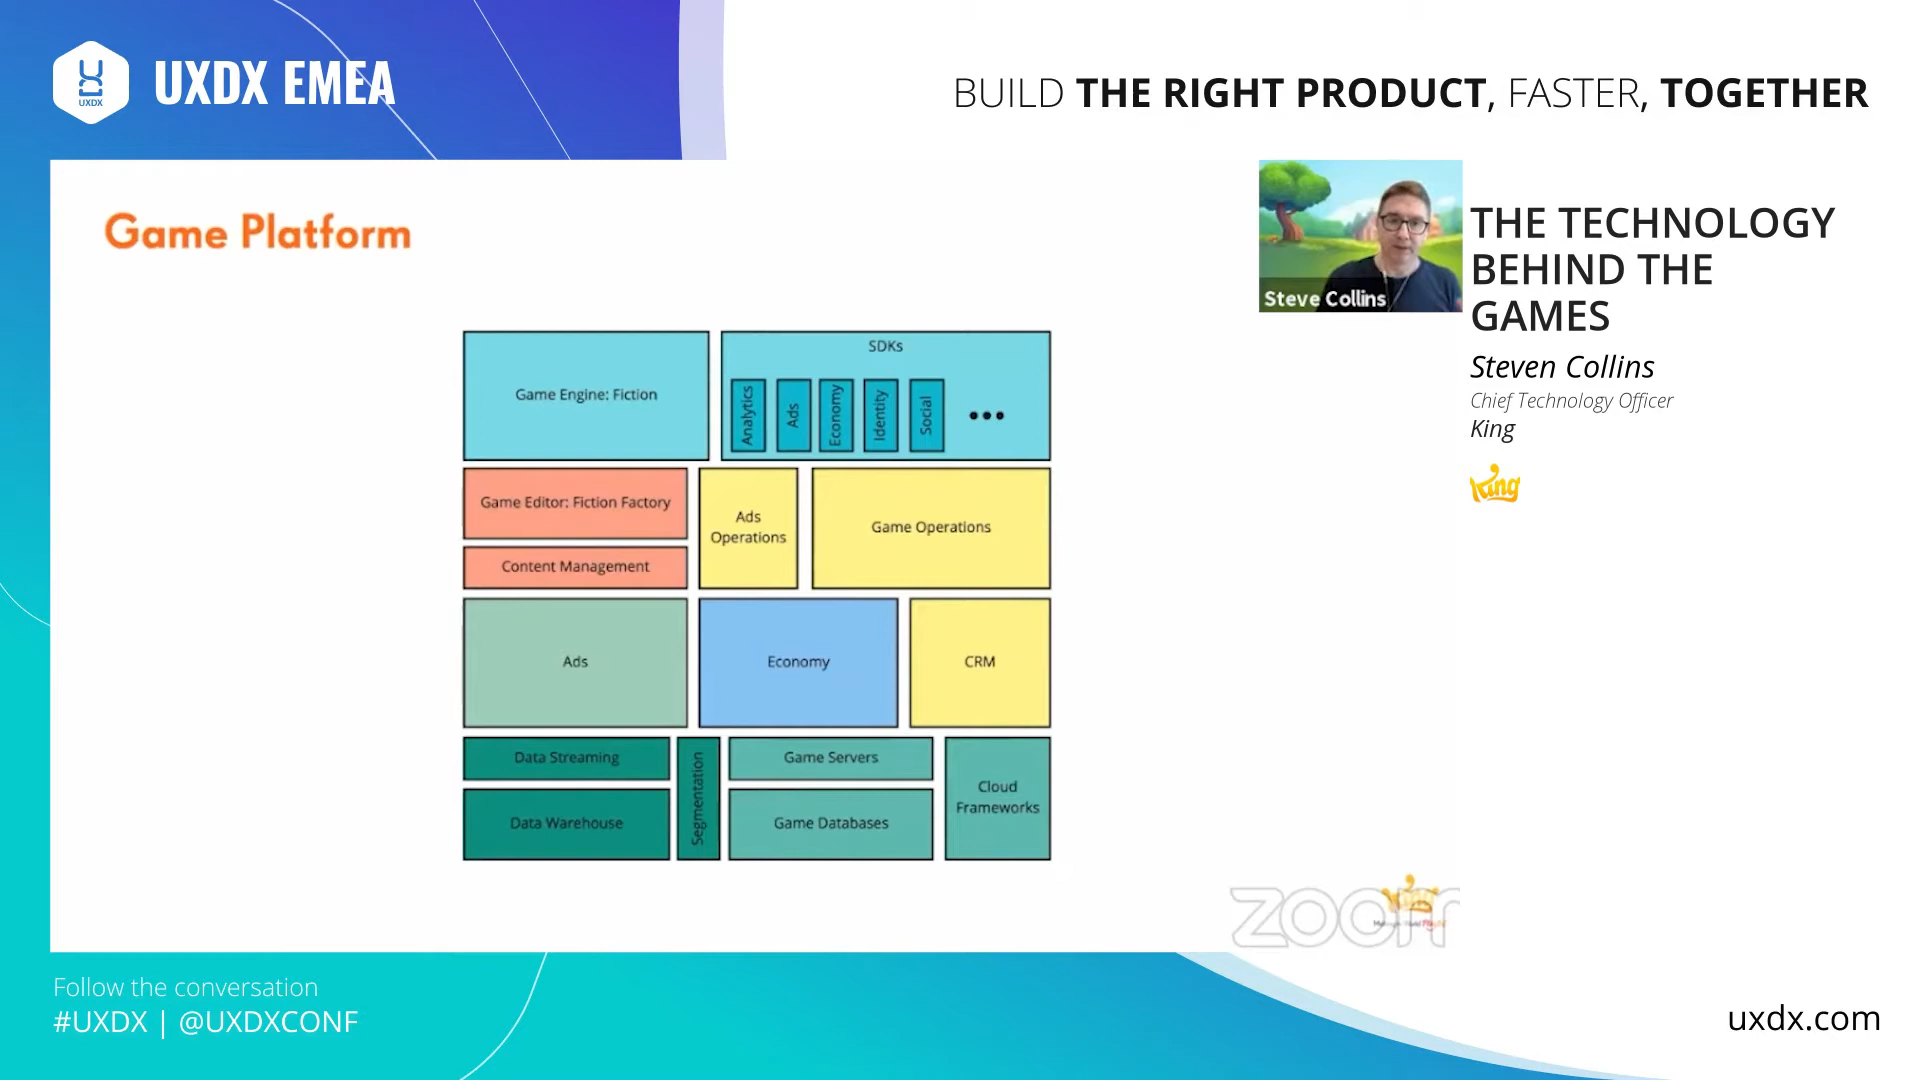 UXDX
UXDX EMEA
BUILD THE RIGHT PRODUCT, FASTER, TOGETHER
Game Platform
Steve Collins
THE TECHNOLOGY
BEHIND THE
GAMES
Steven Collins
Chief Technology Officer
King
King
Game Engine: Fiction
SDKs
Analytics
Ads
Economy
Identity
Social
...
Game Editor: Fiction Factory
Content Management
Ads
Operations
Game Operations
Ads
Economy
CRM
Data Streaming
Data Warehouse
Segmentation
Game Servers
Game Databases
Cloud
Frameworks
zoom
King
Follow the conversation
#UXDX | @UXDXCONF
uxdx.com